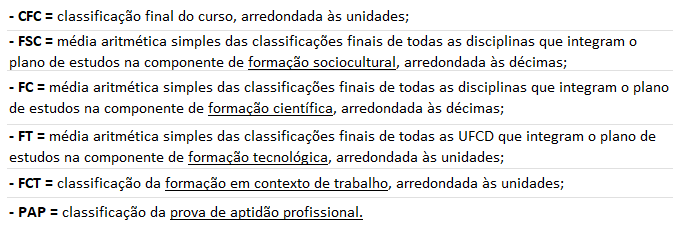 - CFC = classificação final do curso, arredondada às unidades;
- FSC = média aritmética simples das classificações finais de todas as disciplinas que integram o
plano de estudos na componente de formação sociocultural, arredondada às décimas;
- FC = média aritmética simples das classificações finais de todas as disciplinas que integram o plano
de estudos na componente de formação científica, arredondada às décimas;
- FT = média aritmética simples das classificações finais de todas as UFCD que integram o plano de
estudos na componente de formação tecnológica, arredondada às unidades;
- FCT = classificação da formação em contexto de trabalho, arredondada às unidades;
- PAP = classificação da prova de aptidão profissional.